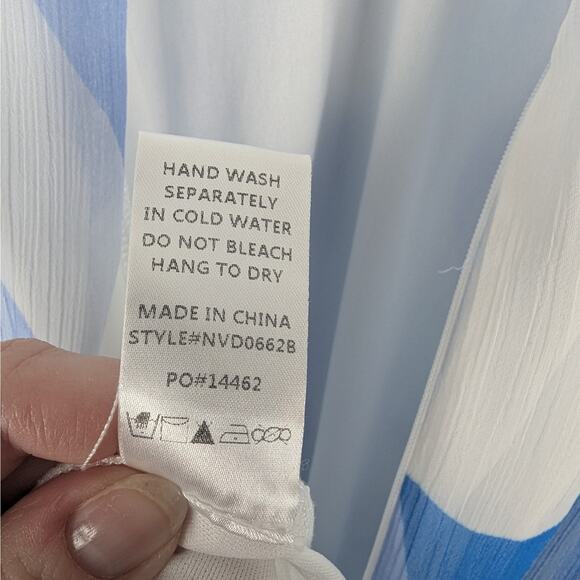 HAND WASH
SEPARATELY
IN COLD WATER
DO NOT BLEACH
HANG TO DRY
MADE IN CHINA
STYLE#NVD0662B
PO#14462